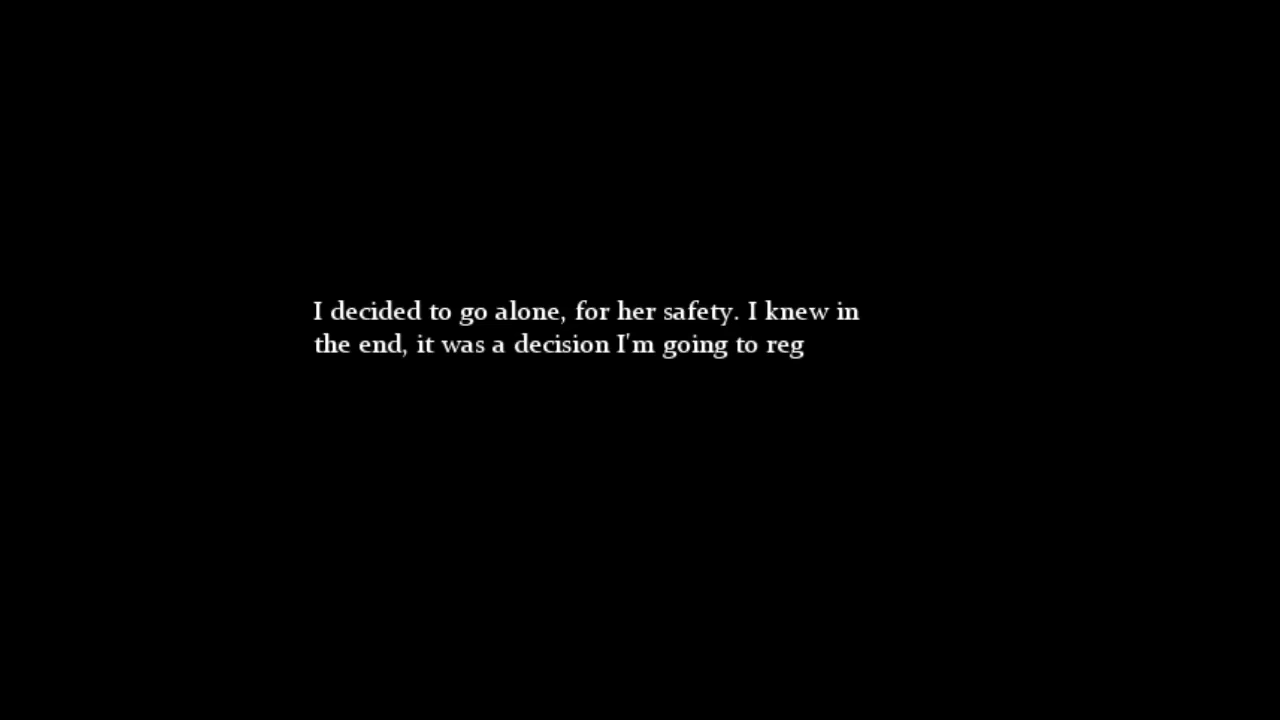 I decided to go alone, for her safety. I knew in
the end, it was a decision I'm going to reg